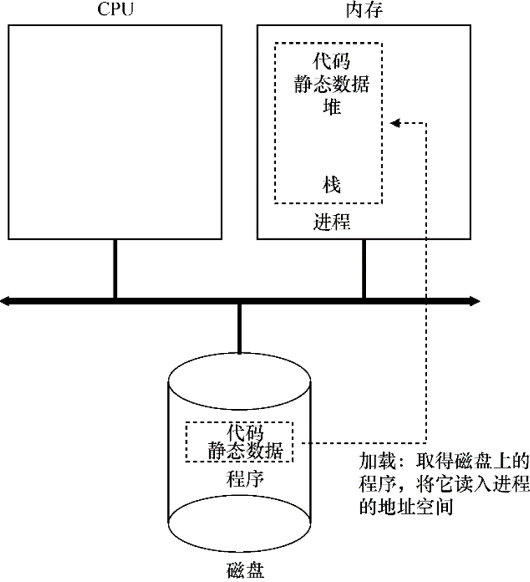 CPU
内存
代码
静态数据
堆
栈
进程
代码
静态数据
程序
磁盘
加载：取得磁盘上的
程序，将它读入进程
的地址空间